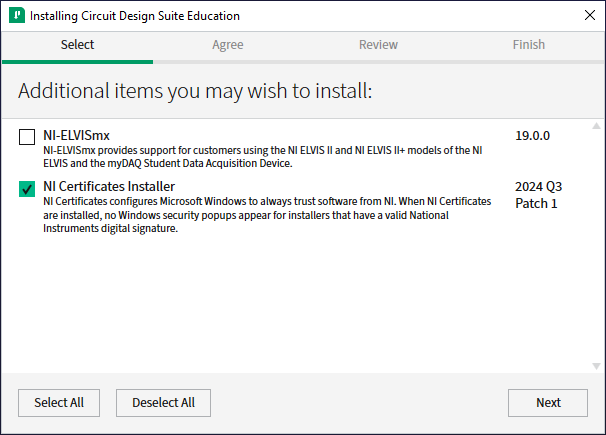 Installing Circuit Design Suite Education
Select
Agree
Review
Finish
Additional items you may wish to install:
NI-ELVISmx
19.0.0
NI-ELVISmx provides support for customers using the NI ELVIS II and NI ELVIS II+ models of the NI
ELVIS and the myDAQ Student Data Acquisition Device.
NI Certificates Installer
2024 Q3
Patch 1
NI Certificates configures Microsoft Windows to always trust software from NI. When NI Certificates
are installed, no Windows security popups appear for installers that have a valid National
Instruments digital signature.
Select All
Deselect All
Next